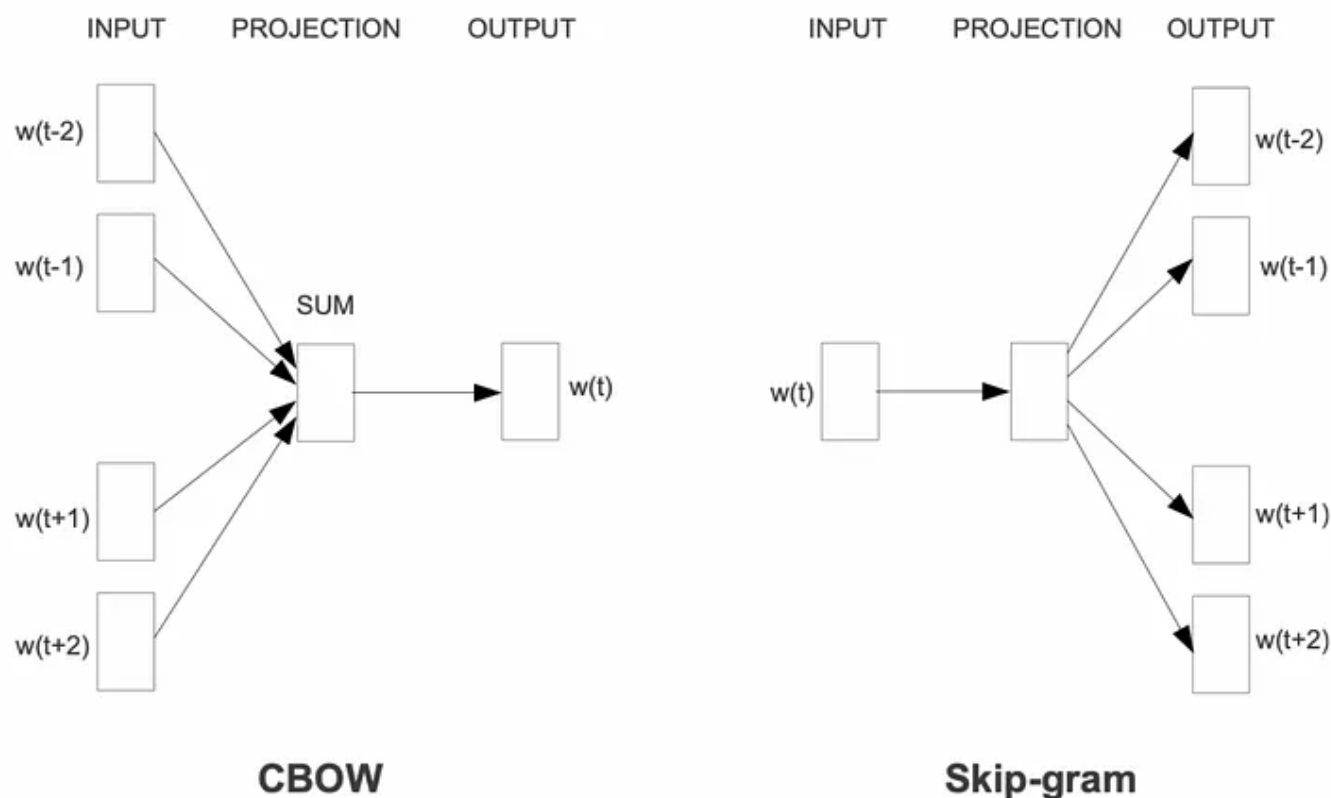 INPUT PROJECTION OUTPUT
w(t-2)
w(t-1)
SUM
w(t)
w(t+1)
w(t+2)
CBOW
INPUT PROJECTION OUTPUT
w(t-2)
w(t-1)
w(t)
w(t+1)
w(t+2)
Skip-gram